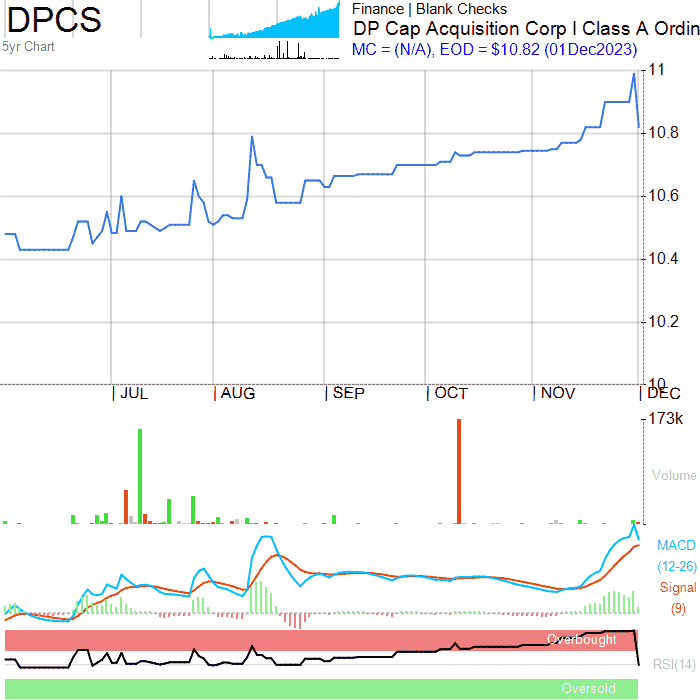 DPCS
5yr Chart
Finance | Blank Checks
DP Cap Acquisition Corp I Class A Ordin
MC = (N/A), EOD = $10.82 (01Dec2023)
11
10.8
10.6
10.4
10.2
10
| JUL | AUG | SEP | OCT | NOV | DEC
173k
Volume
MACD
(12-26)
Signal
(9)
Overbought
RSI(14)
Oversold